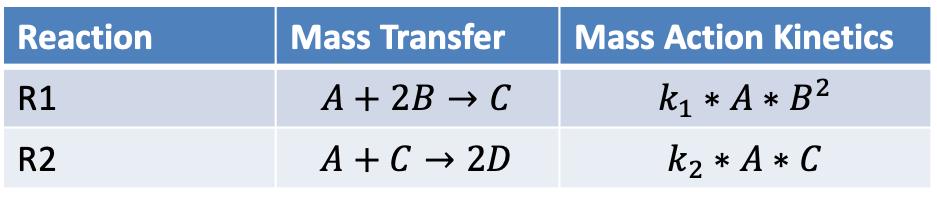 Reaction Mass Transfer Mass Action Kinetics
R1 A + 2B → C k₁ * A * B²
R2 A + C → 2D k₂ * A * C